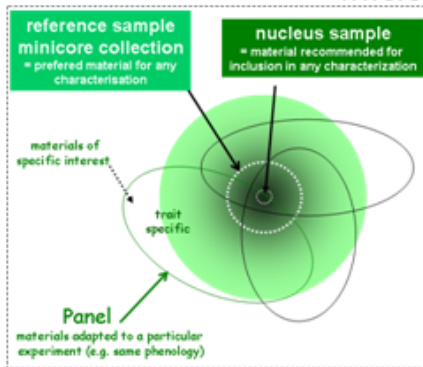 reference sample
minicore collection
= prefered material for any
characterisation
nucleus sample
= material recommended for
inclusion in any characterization
materials of
specific interest
trait
specific
Panel
materials adapted to a particular
experiment (e.g. same phenology)